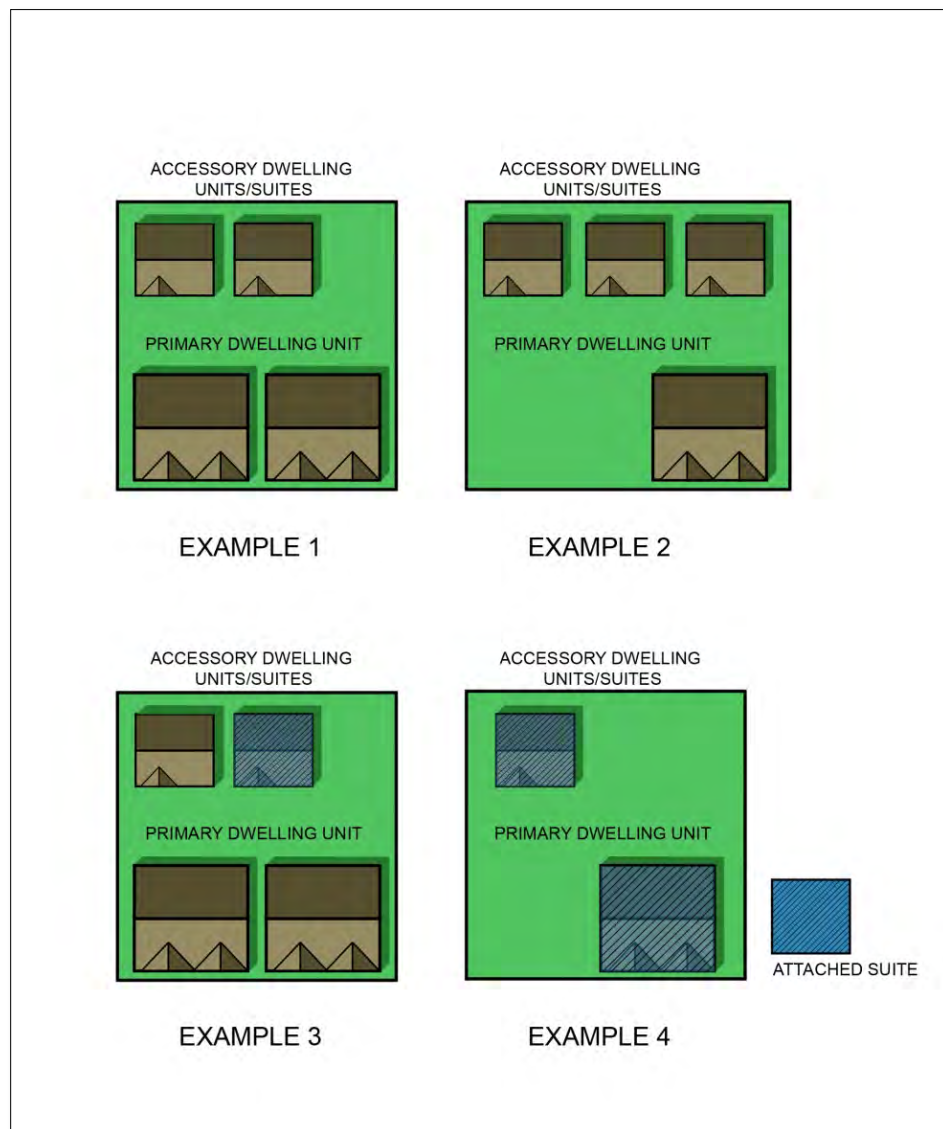 ACCESSORY DWELLING
UNITS/SUITES
PRIMARY DWELLING UNIT
EXAMPLE 1
ACCESSORY DWELLING
UNITS/SUITES
PRIMARY DWELLING UNIT
EXAMPLE 2
ACCESSORY DWELLING
UNITS/SUITES
PRIMARY DWELLING UNIT
EXAMPLE 3
ACCESSORY DWELLING
UNITS/SUITES
PRIMARY DWELLING UNIT
ATTACHED SUITE
EXAMPLE 4